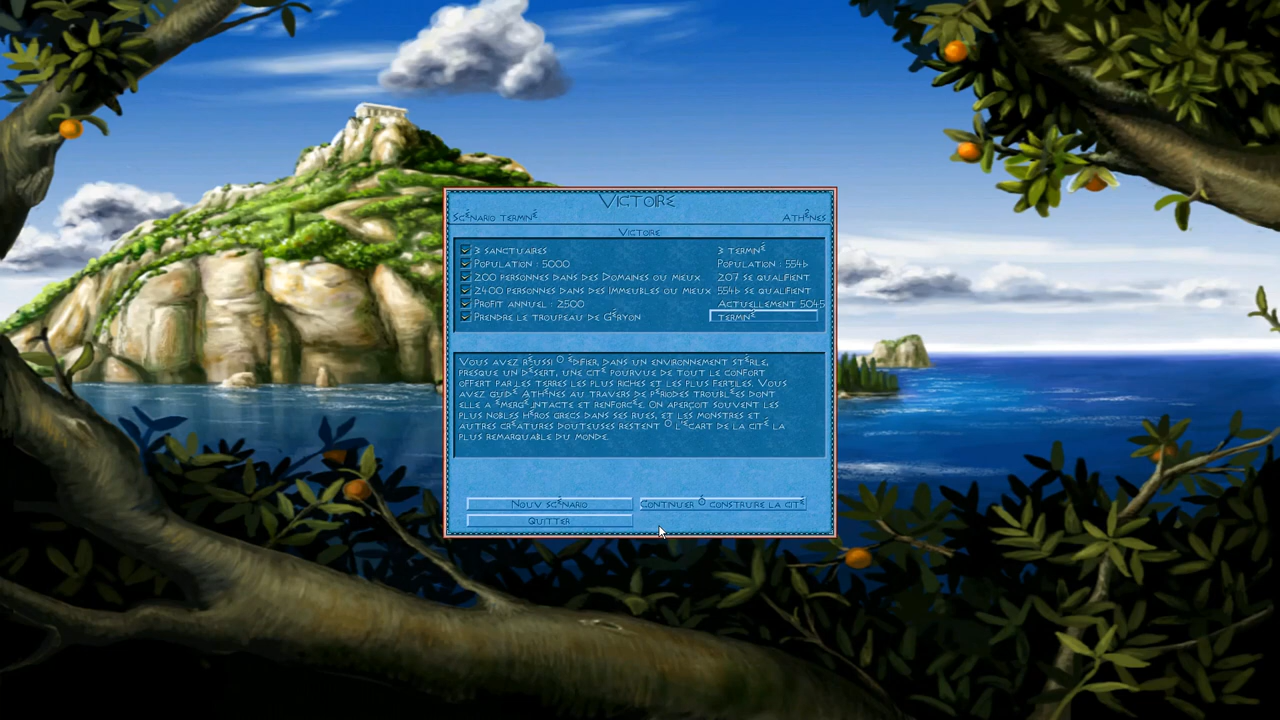 Victoire
Scénario terminé
Athènes
Victoire
3 sanctuaires
3 terminé
Population : 5000
Population : 5546
200 personnes dans des Domaines ou mieux
207 se qualifient
2400 personnes dans des Immeubles ou mieux
5546 se qualifient
Profit annuel : 2500
Actuellement 5045
Prendre le troupeau de Géryon
terminé
Vous avez réussi à édifier, dans un environnement stérile,
presque un désert, une cité pourvue de tout le confort
offert par les terres les plus riches et les plus fertiles. Vous
avez guidé Athènes au travers de périodes troublées dont
elle a émergé intacte et renforcée. On aperçoit souvent les
plus nobles héros grecs dans ses rues, et les monstres et
autres créatures douteuses restent à l'écart de la cité la
plus remarquable du monde.
Nouv scénario
Continuer à construire la cité
Quitter